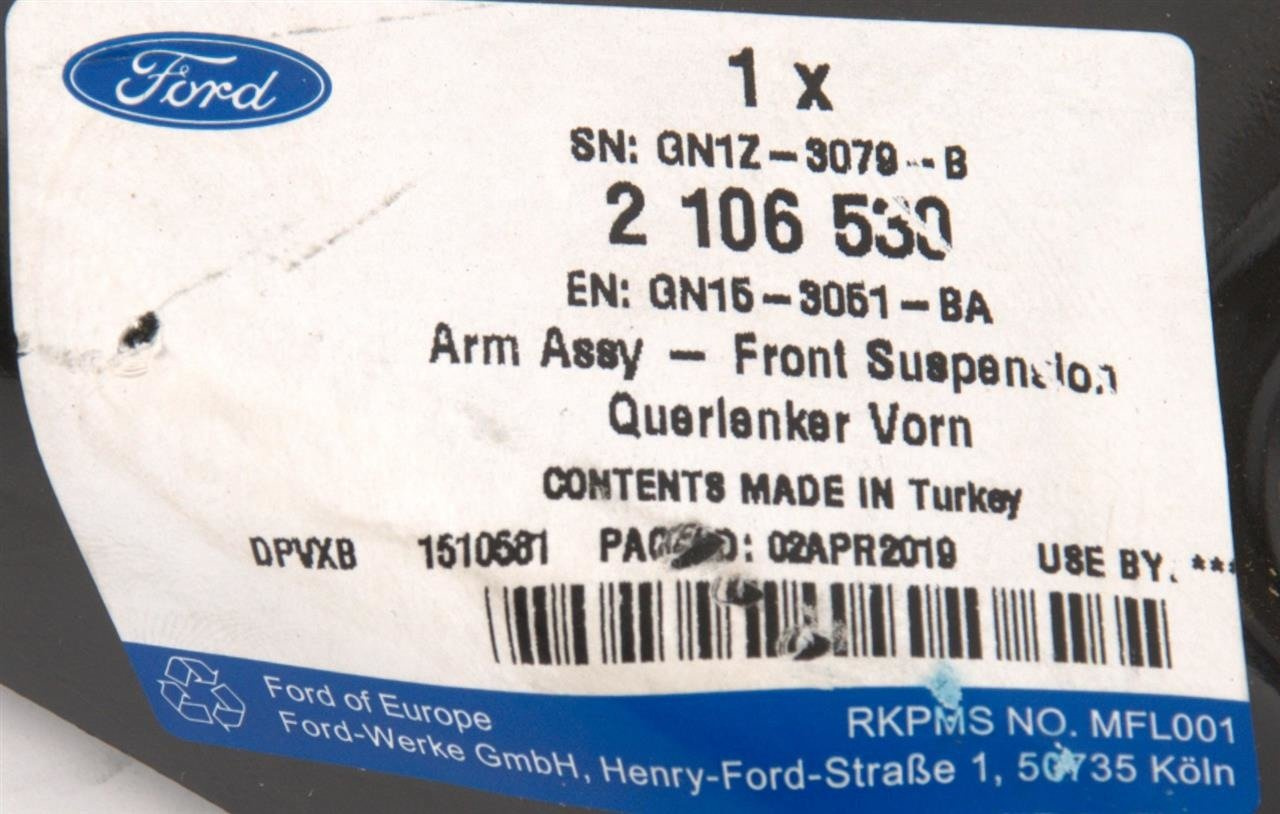 Ford
1 x
SN: GN1Z-3079--B
2 106 530
EN: GN15-3051-BA
Arm Assy - Front Suspension
Querlenker Vorn
CONTENTS MADE IN Turkey
DPVXB 1510581 PACKED: 02APR2019 USE BY: ***
Ford of Europe
RKPMS NO. MFL001
Ford-Werke GmbH, Henry-Ford-Straße 1, 50735 Köln